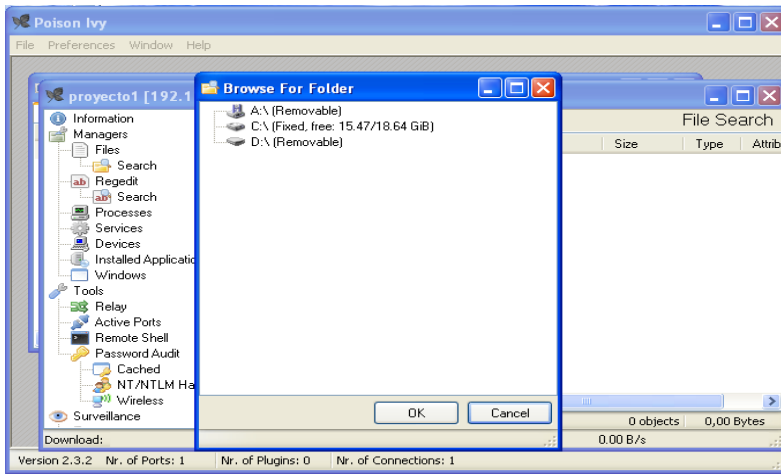 Poison Ivy
File Preferences Window Help
proyecto1 [192.1
Information
Managers
Files
Search
Regedit
Search
Processes
Services
Devices
Installed Applicatio
Windows
Tools
Relay
Active Ports
Remote Shell
Password Audit
Cached
NT/NTLM Ha
Wireless
Surveillance
Download:
Browse For Folder
A:\ (Removable)
C:\ (Fixed, free: 15.47/18.64 GiB)
D:\ (Removable)
OK Cancel
File Search
Size Type Attrib
0 objects 0,00 Bytes
0.00 B/s
Version 2.3.2 Nr. of Ports: 1 Nr. of Plugins: 0 Nr. of Connections: 1